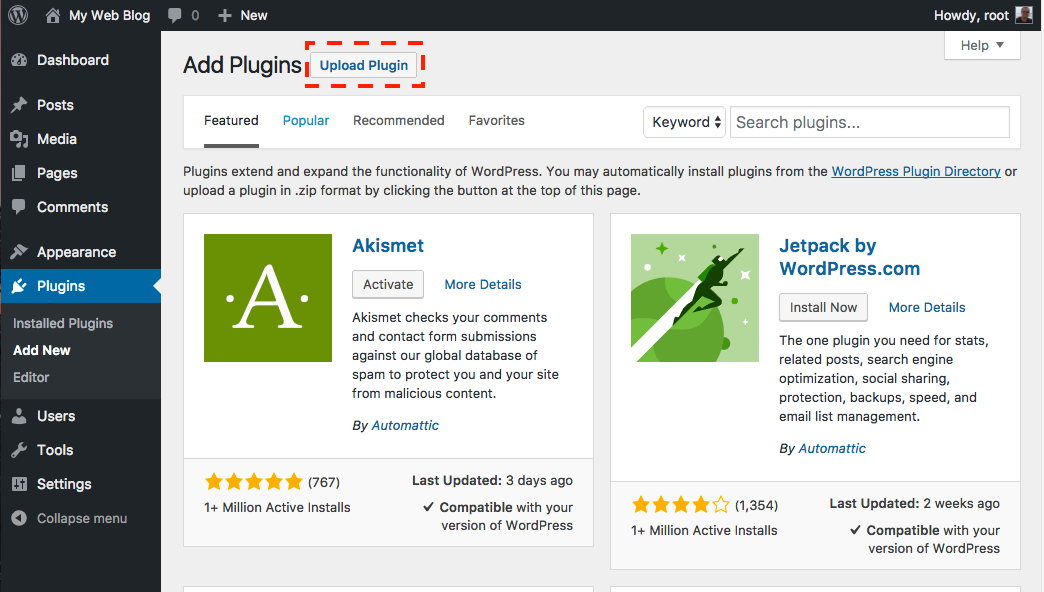 My Web Blog 0 New Howdy, root
Help
Dashboard
Posts
Media
Pages
Comments
Appearance
Plugins
Installed Plugins
Add New
Editor
Users
Tools
Settings
Collapse menu
Add Plugins Upload Plugin
Featured Popular Recommended Favorites Keyword Search plugins...
Plugins extend and expand the functionality of WordPress. You may automatically install plugins from the WordPress Plugin Directory or
upload a plugin in .zip format by clicking the button at the top of this page.
A
Akismet
Activate More Details
Akismet checks your comments
and contact form submissions
against our global database of
spam to protect you and your site
from malicious content.
By Automattic
(767)
1+ Million Active Installs
Last Updated: 3 days ago
Compatible with your
version of WordPress
Jetpack by
WordPress.com
Install Now More Details
The one plugin you need for stats,
related posts, search engine
optimization, social sharing,
protection, backups, speed, and
email list management.
By Automattic
(1,354)
1+ Million Active Installs
Last Updated: 2 weeks ago
Compatible with your
version of WordPress